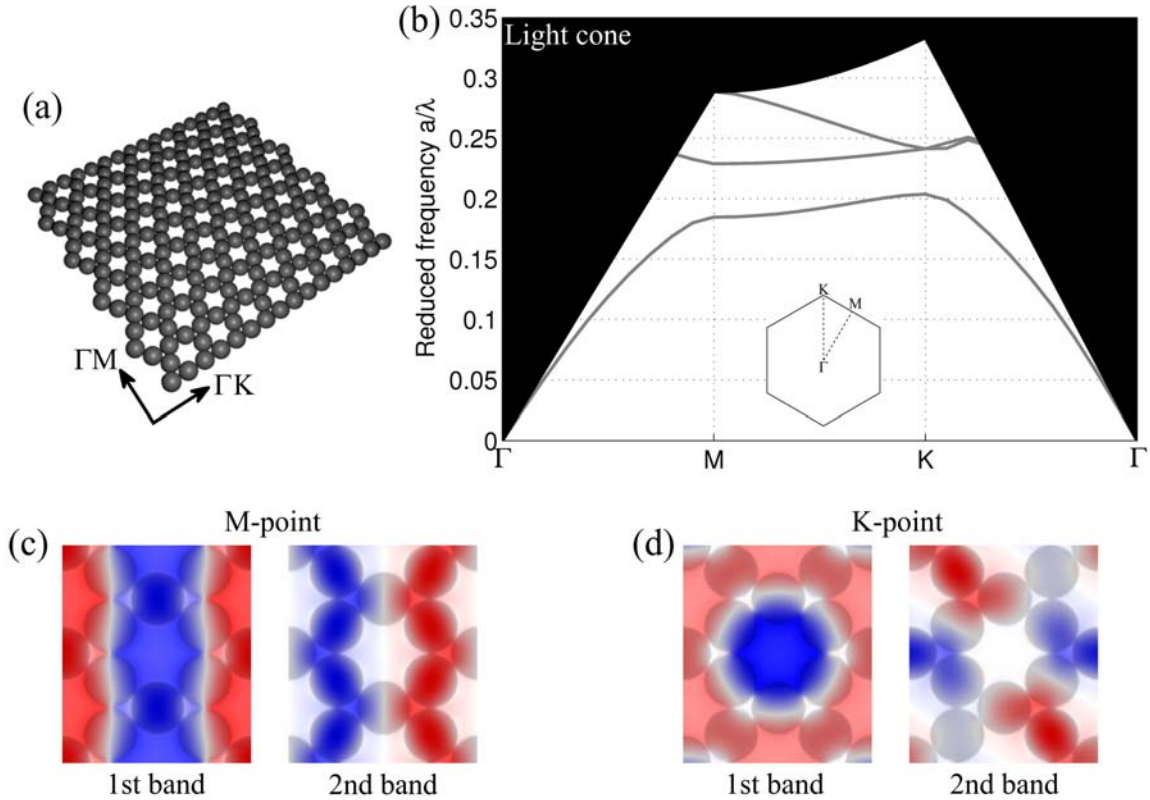 (a)
ΓM
ΓK
(b)
Light cone
Reduced frequency a/λ
0.35
0.3
0.25
0.2
0.15
0.1
0.05
0
K
M
Γ
Γ
M
K
Γ
(c)
M-point
1st band
2nd band
(d)
K-point
1st band
2nd band